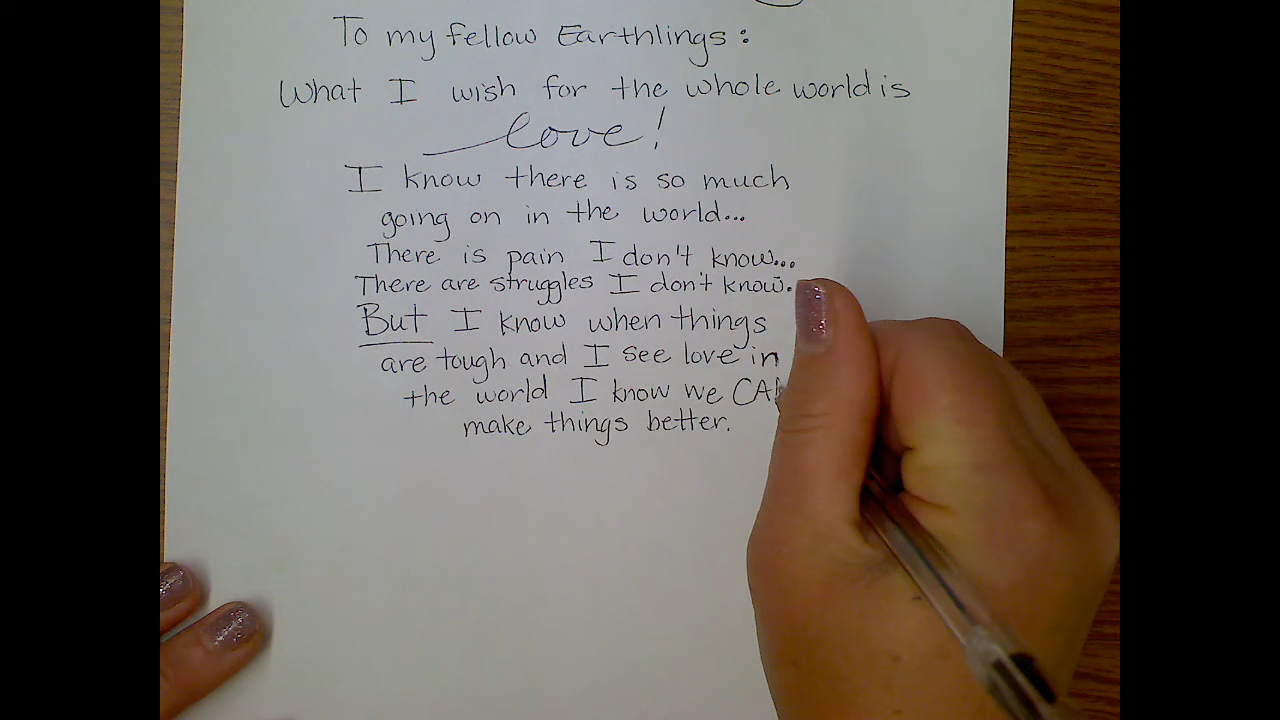 To my fellow Earthlings:
What I wish for the whole world is
love!
I know there is so much
going on in the world...
There is pain I don't know...
There are struggles I don't know.
But I know when things
are tough and I see love in
the world I know we
make things better.